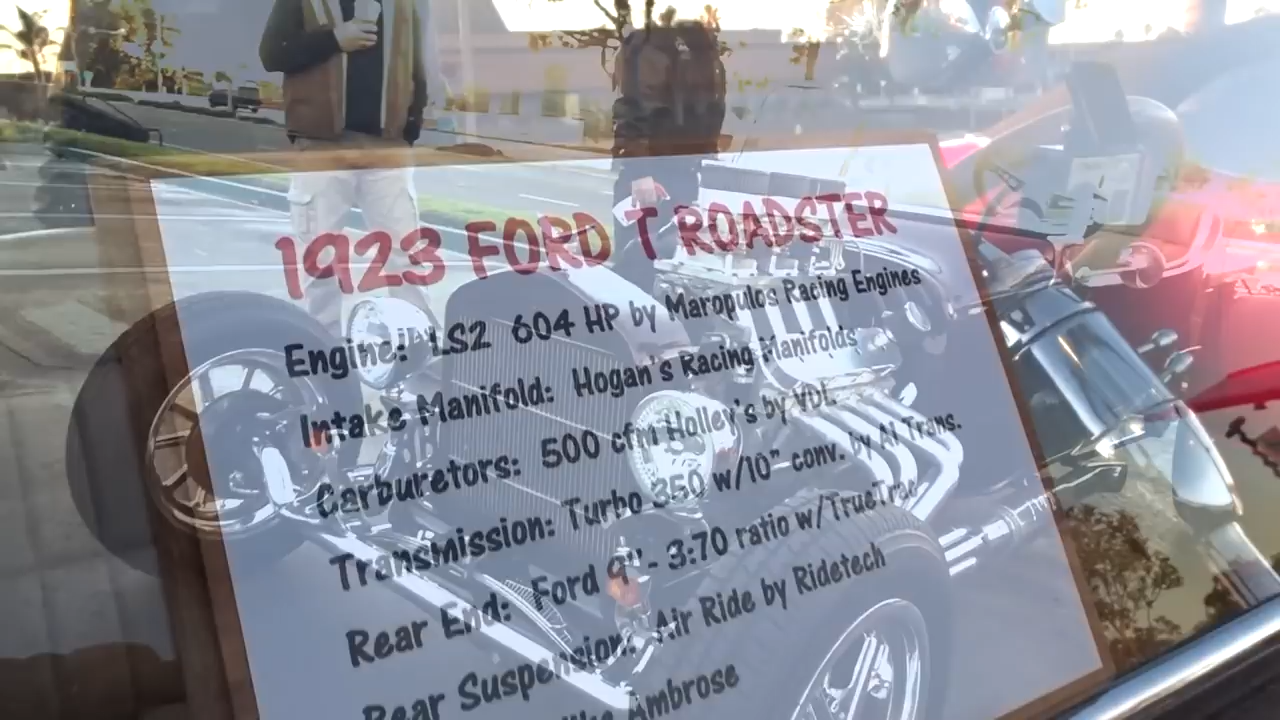 1923 FORD T ROADSTER
Engine: LS2 604 HP by Maropulos Racing Engines
Intake Manifold: Hogan's Racing Manifolds
Carburetors: 500 cfm Holley's by VDL
Transmission: Turbo 350 w/10" conv. by Al Trans.
Rear End: Ford 9" - 3:70 ratio w/TrueTrac
Rear Suspension: Air Ride by Ridetech
Ambrose